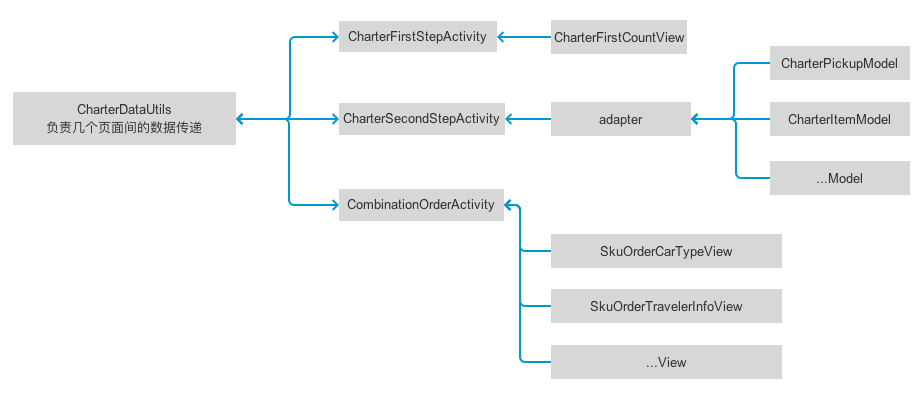 CharterDataUtils
负责几个页面间的数据传递
CharterFirstStepActivity
CharterFirstCountView
CharterSecondStepActivity
adapter
CharterPickupModel
CharterItemModel
...Model
CombinationOrderActivity
SkuOrderCarTypeView
SkuOrderTravelerInfoView
...View